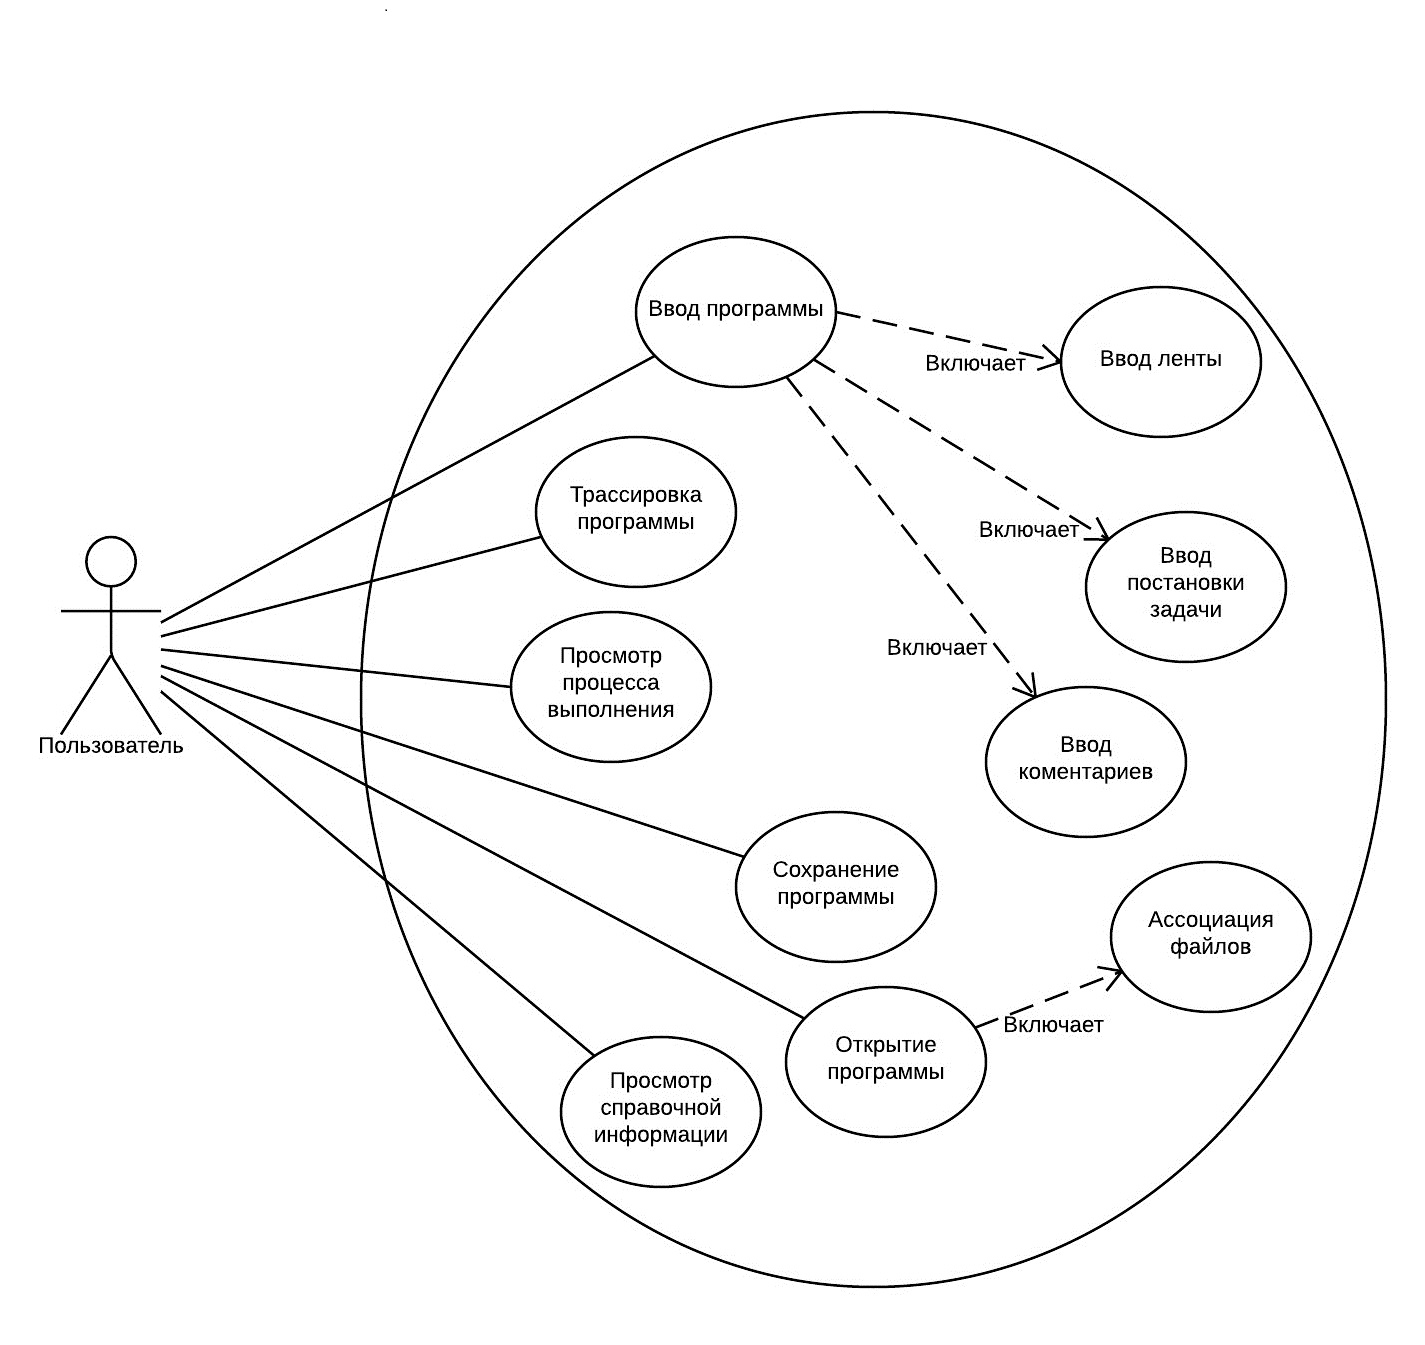 Ввод программы
Включает
Ввод ленты
Трассировка
программы
Включает
Ввод
постановки
задачи
Просмотр
процесса
выполнения
Включает
Пользователь
Ввод
коментариев
Сохранение
программы
Ассоциация
файлов
Включает
Открытие
программы
Просмотр
справочной
информации